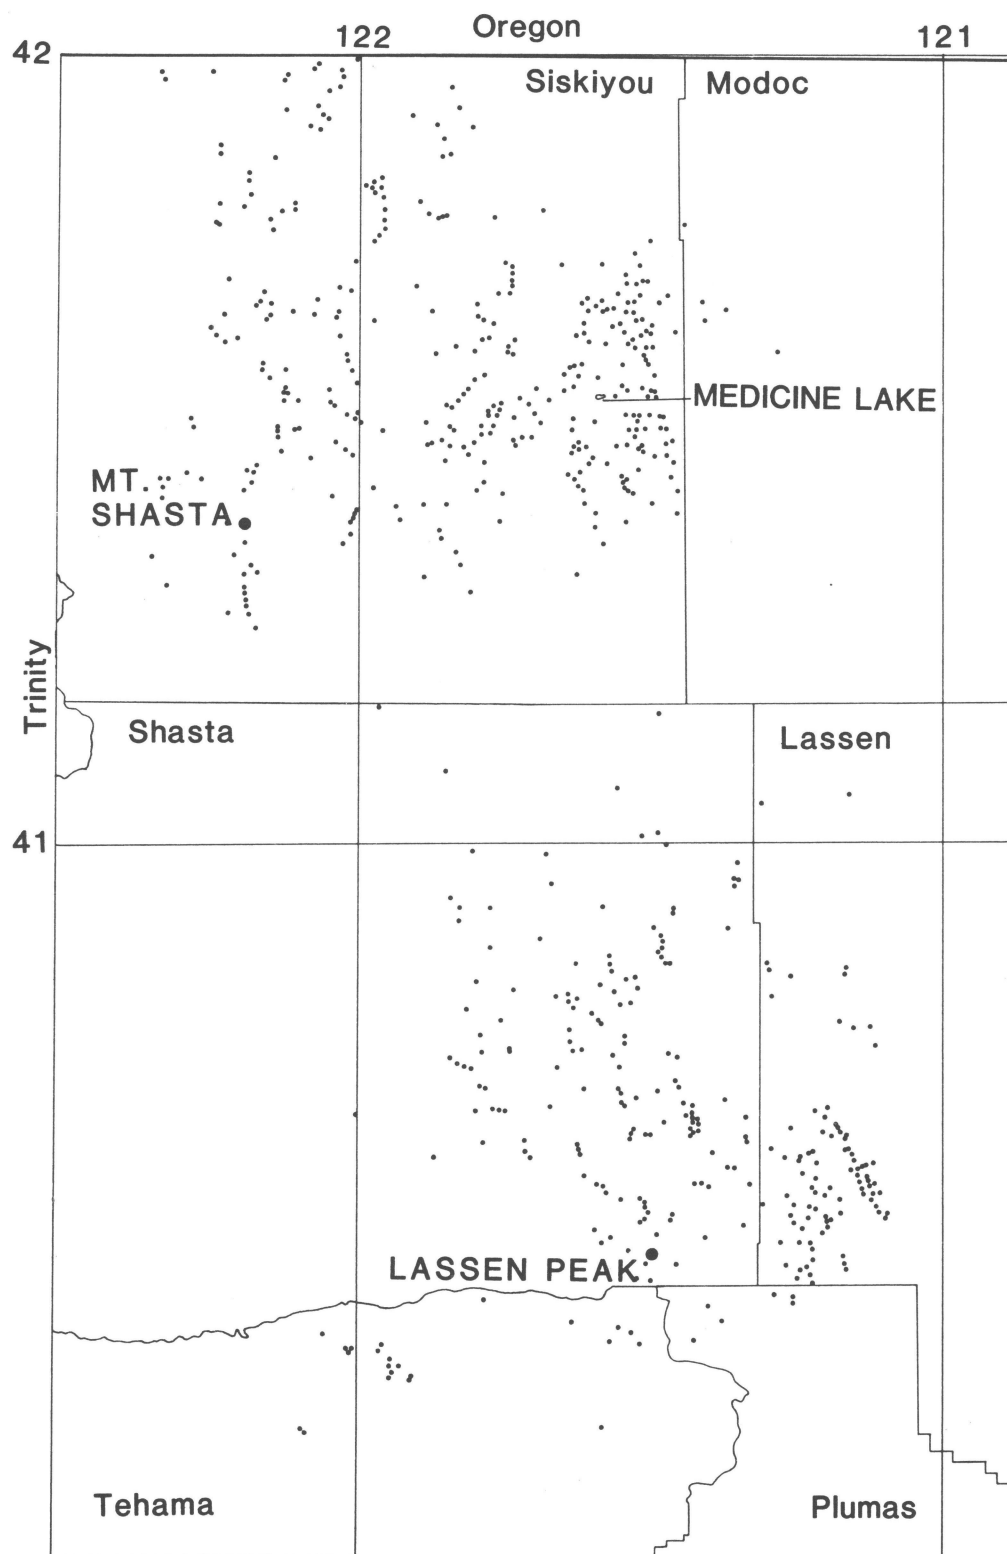 Oregon
42
122
121
Siskiyou
Modoc
MEDICINE LAKE
MT.
SHASTA
Trinity
Shasta
Lassen
41
LASSEN PEAK
Tehama
Plumas